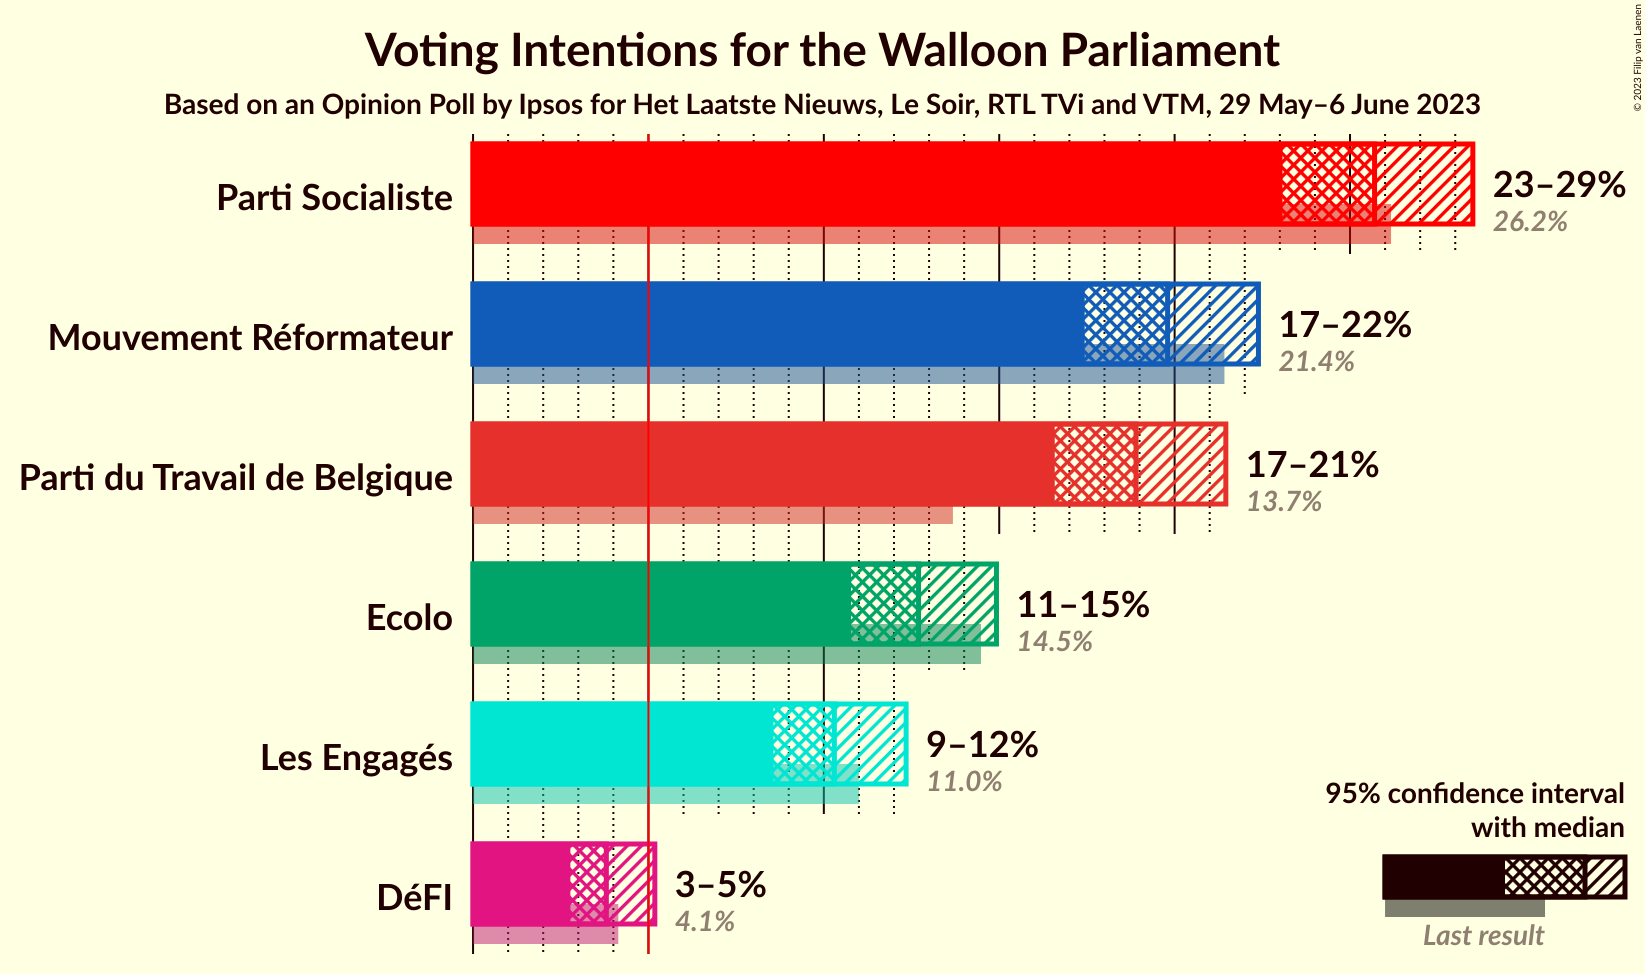 Voting Intentions for the Walloon Parliament
Based on an Opinion Poll by Ipsos for Het Laatste Nieuws, Le Soir, RTL TVi and VTM, 29 May–6 June 2023
© 2023 Filip van Laenen
Parti Socialiste
23–29%
26.2%
Mouvement Réformateur
17–22%
21.4%
Parti du Travail de Belgique
17–21%
13.7%
Ecolo
11–15%
14.5%
Les Engagés
9–12%
11.0%
DéFI
3–5%
4.1%
95% confidence interval
with median
Last result